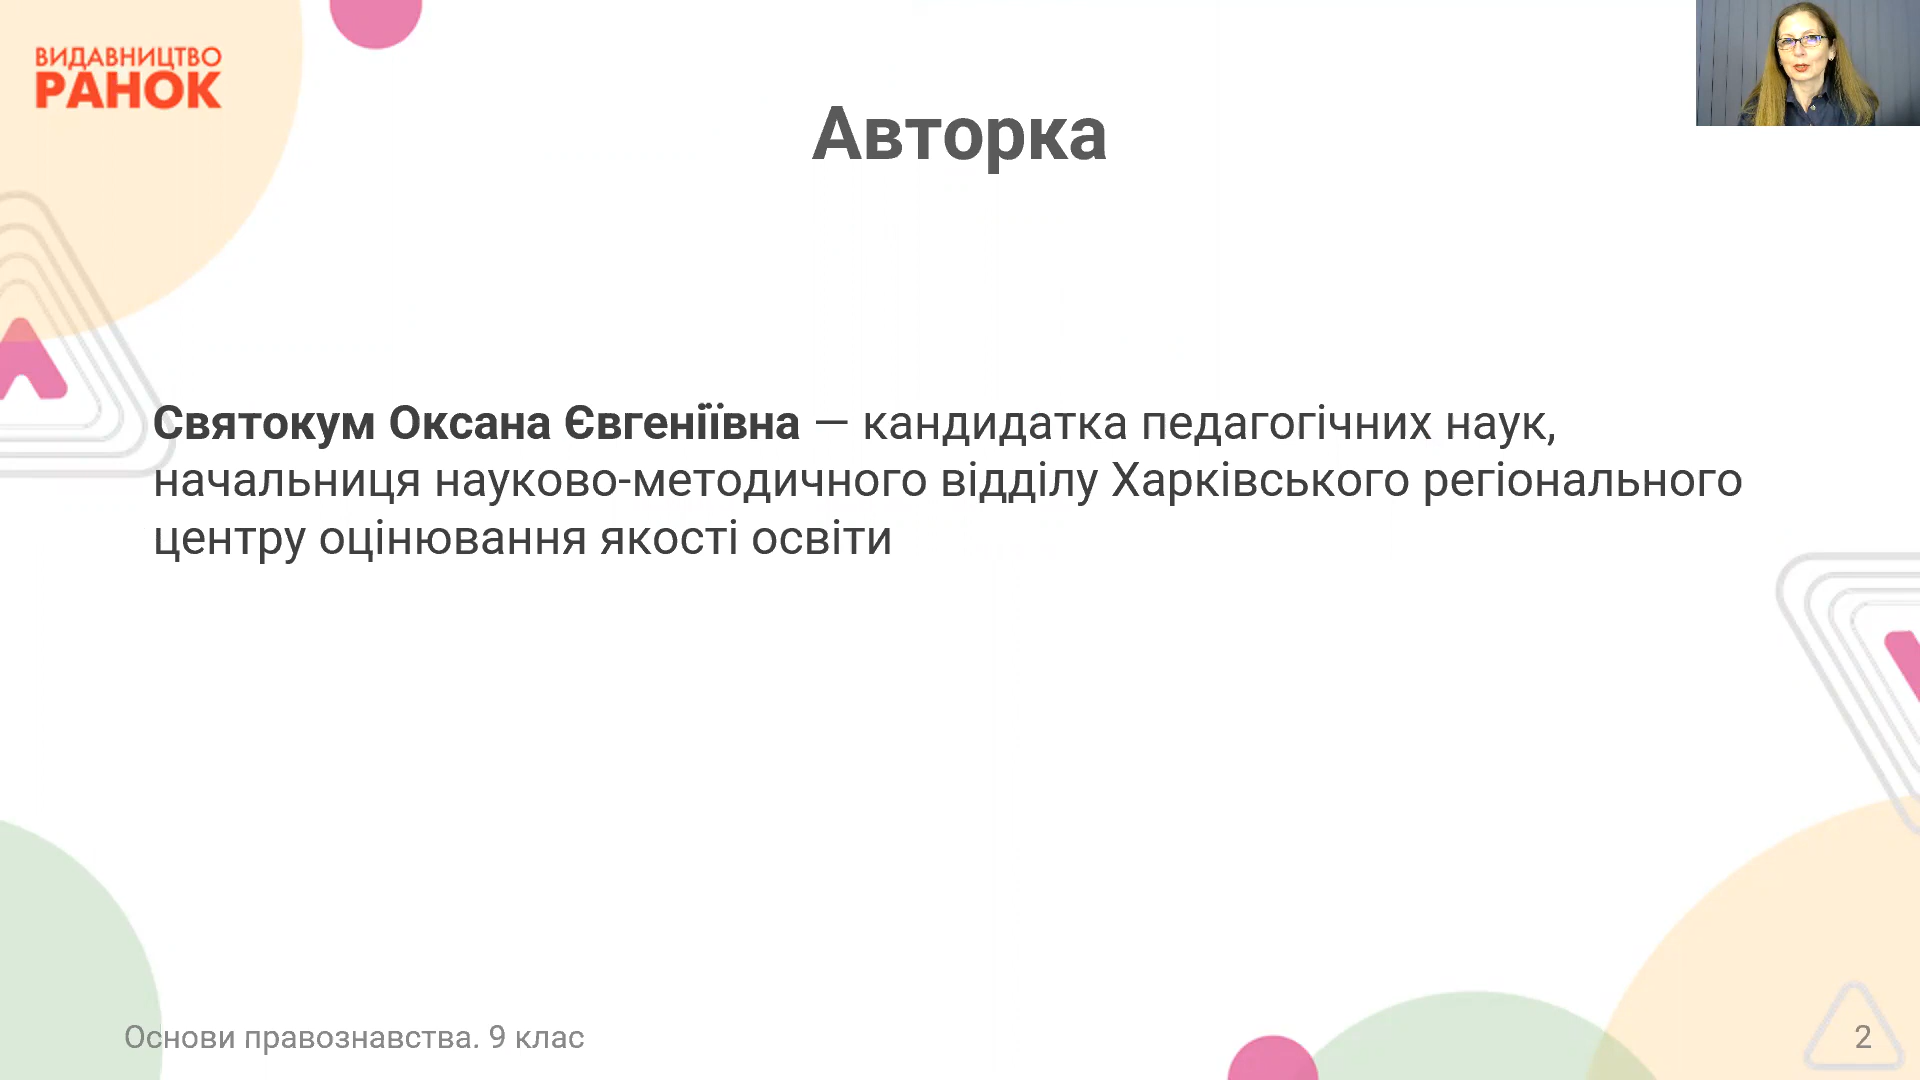 ВИДАВНИЦТВО
РАНОК
Авторка
Святокум Оксана Євгеніївна — кандидатка педагогічних наук,
начальниця науково-методичного відділу Харківського регіонального
центру оцінювання якості освіти
Основи правознавства. 9 клас
2